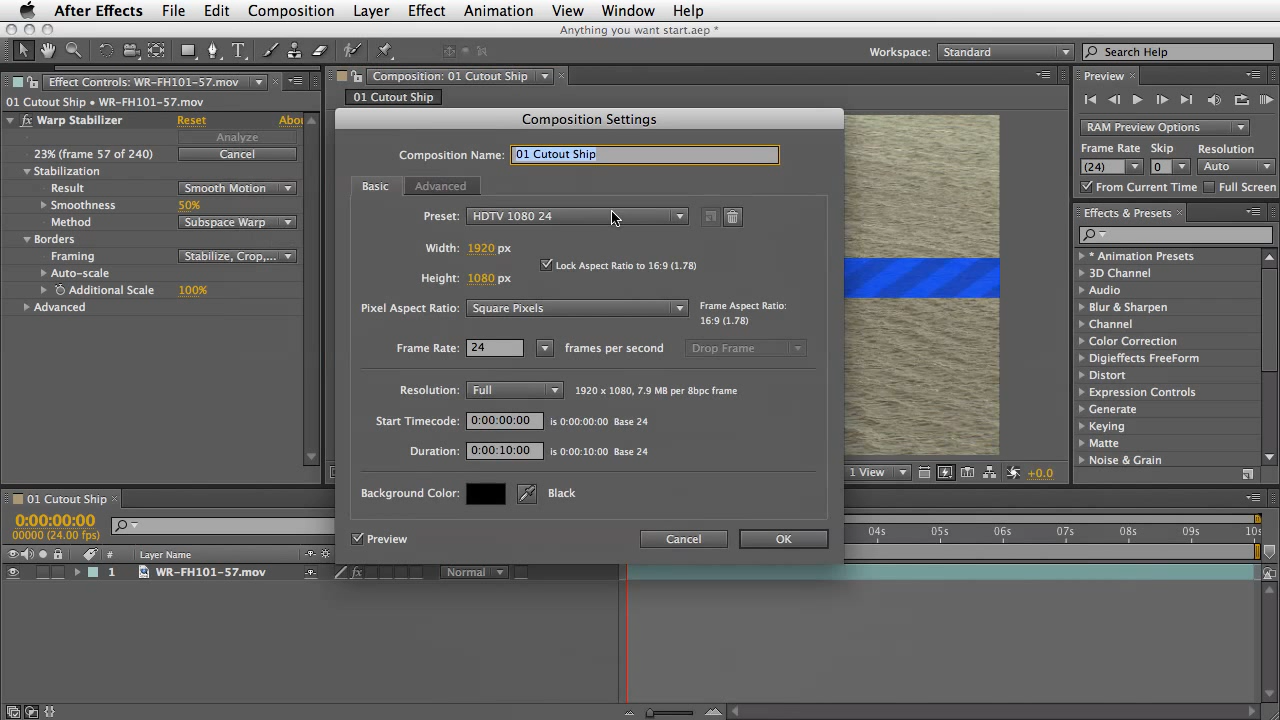 After Effects File Edit Composition Layer Effect Animation View Window Help
Anything you want start.aep *
Workspace: Standard Search Help
Effect Controls: WR-FH101-57.mov
01 Cutout Ship • WR-FH101-57.mov
fx Warp Stabilizer Reset Abou
Analyze
23% (frame 57 of 240) Cancel
Stabilization
Result Smooth Motion
Smoothness 50%
Method Subspace Warp
Borders
Framing Stabilize, Crop,...
Auto-scale
Additional Scale 100%
Advanced
Composition: 01 Cutout Ship
01 Cutout Ship
Composition Settings
Composition Name: 01 Cutout Ship
Basic Advanced
Preset: HDTV 1080 24
Width: 1920 px
Lock Aspect Ratio to 16:9 (1.78)
Height: 1080 px
Pixel Aspect Ratio: Square Pixels
Frame Aspect Ratio:
16:9 (1.78)
Frame Rate: 24 frames per second Drop Frame
Resolution: Full 1920 x 1080, 7.9 MB per 8bpc frame
Start Timecode: 0:00:00:00 is 0:00:00:00 Base 24
Duration: 0:00:10:00 is 0:00:10:00 Base 24
Background Color: Black
Preview Cancel OK
1 View +0.0
Preview
RAM Preview Options
Frame Rate Skip Resolution
(24) 0 Auto
From Current Time Full Screen
Effects & Presets
* Animation Presets
3D Channel
Audio
Blur & Sharpen
Channel
Color Correction
Digieffects FreeForm
Distort
Expression Controls
Generate
Keying
Matte
Noise & Grain
01 Cutout Ship
0:00:00:00
00000 (24.00 fps)
04s 05s 06s 07s 08s 09s 10s
# Layer Name
1 WR-FH101-57.mov fx Normal